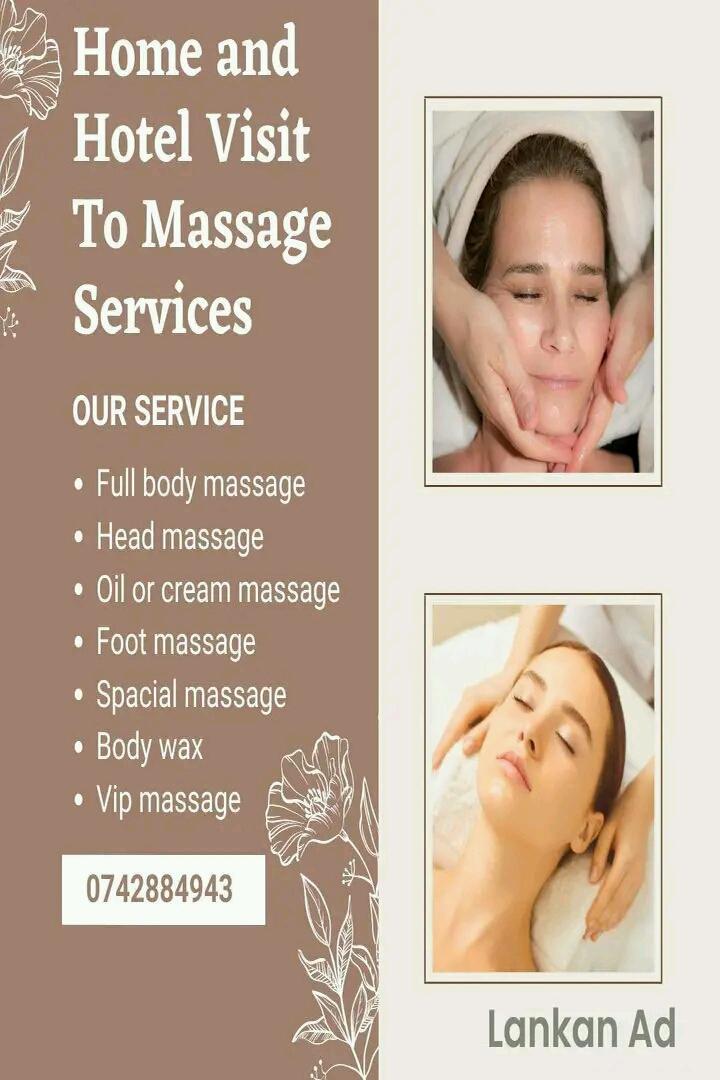 Home and
Hotel Visit
To Massage
Services
OUR SERVICE
• Full body massage
• Head massage
• Oil or cream massage
• Foot massage
• Spacial massage
• Body wax
• Vip massage
0742884943
Lankan Ad